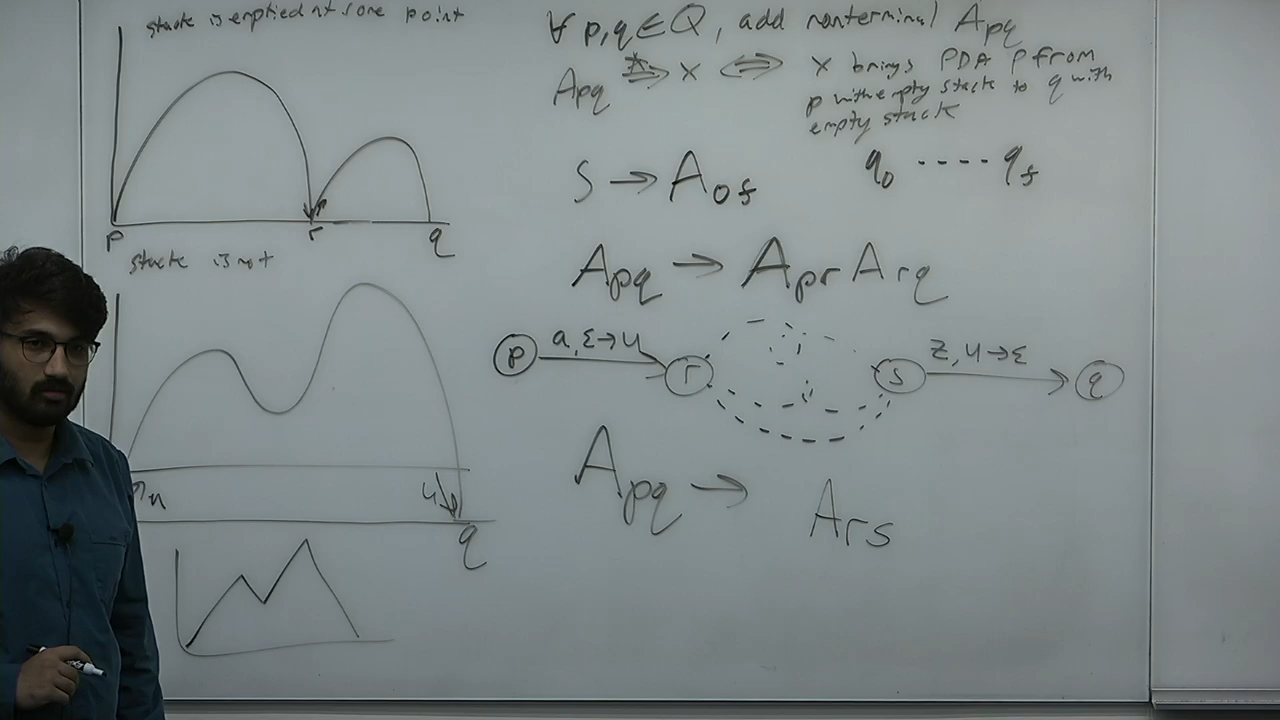 stack is emptied at some point
p r q
stack is not
u u
q
∀ p,q ∈ Q, add nonterminal Apq
Apq *⇒ x ⇔ x brings PDA P from
p with empty stack to q with
empty stack
S → A0f q0 ···· qf
Apq → Apr Arq
p a,ε→u r s z,u→ε q
Apq → Ars